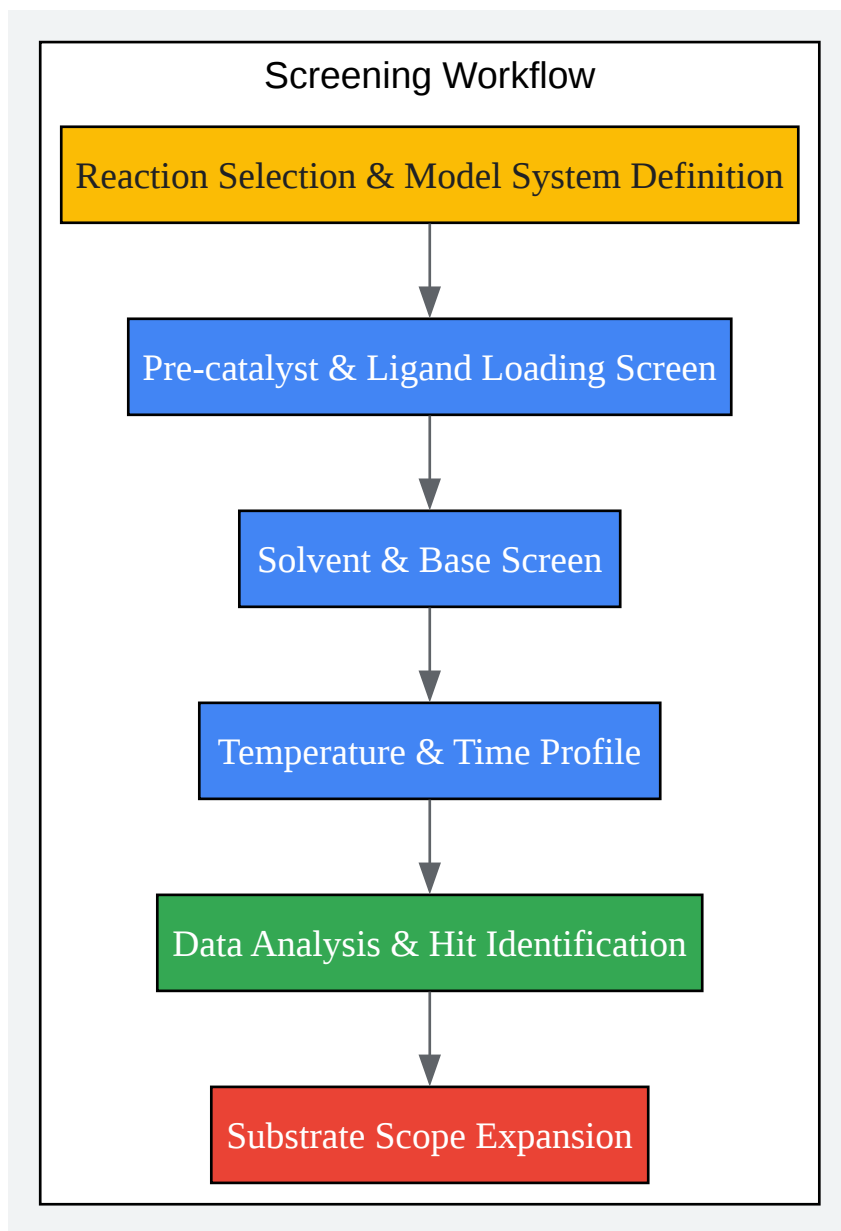 Screening Workflow
Reaction Selection & Model System Definition
Pre-catalyst & Ligand Loading Screen
Solvent & Base Screen
Temperature & Time Profile
Data Analysis & Hit Identification
Substrate Scope Expansion